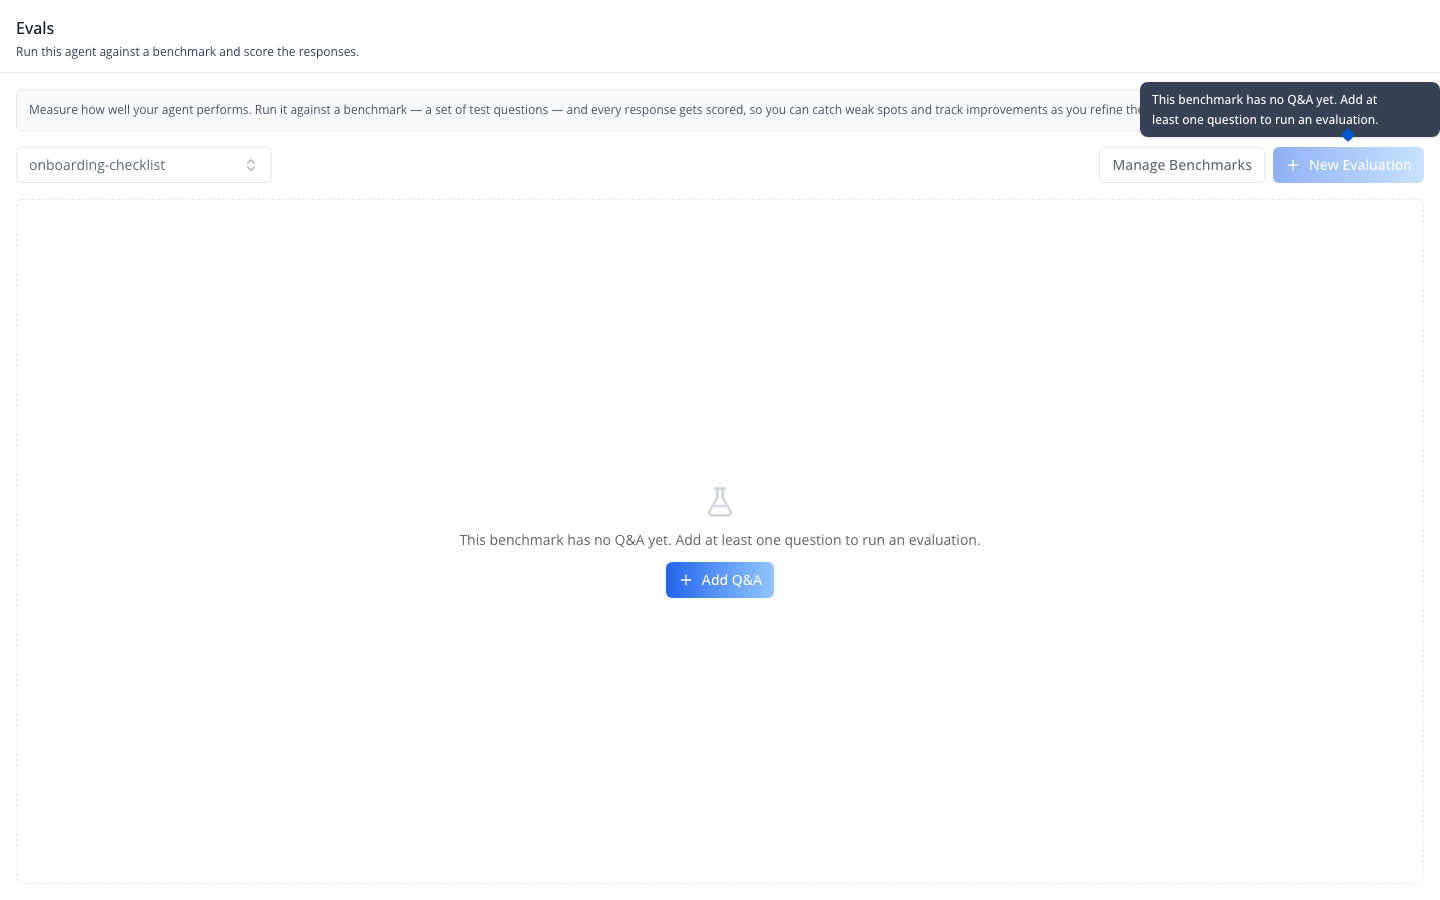 Evals
Run this agent against a benchmark and score the responses.
Measure how well your agent performs. Run it against a benchmark — a set of test questions — and every response gets scored, so you can catch weak spots and track improvements as you refine
This benchmark has no Q&A yet. Add at
least one question to run an evaluation.
onboarding-checklist
Manage Benchmarks
New Evaluation
This benchmark has no Q&A yet. Add at least one question to run an evaluation.
Add Q&A